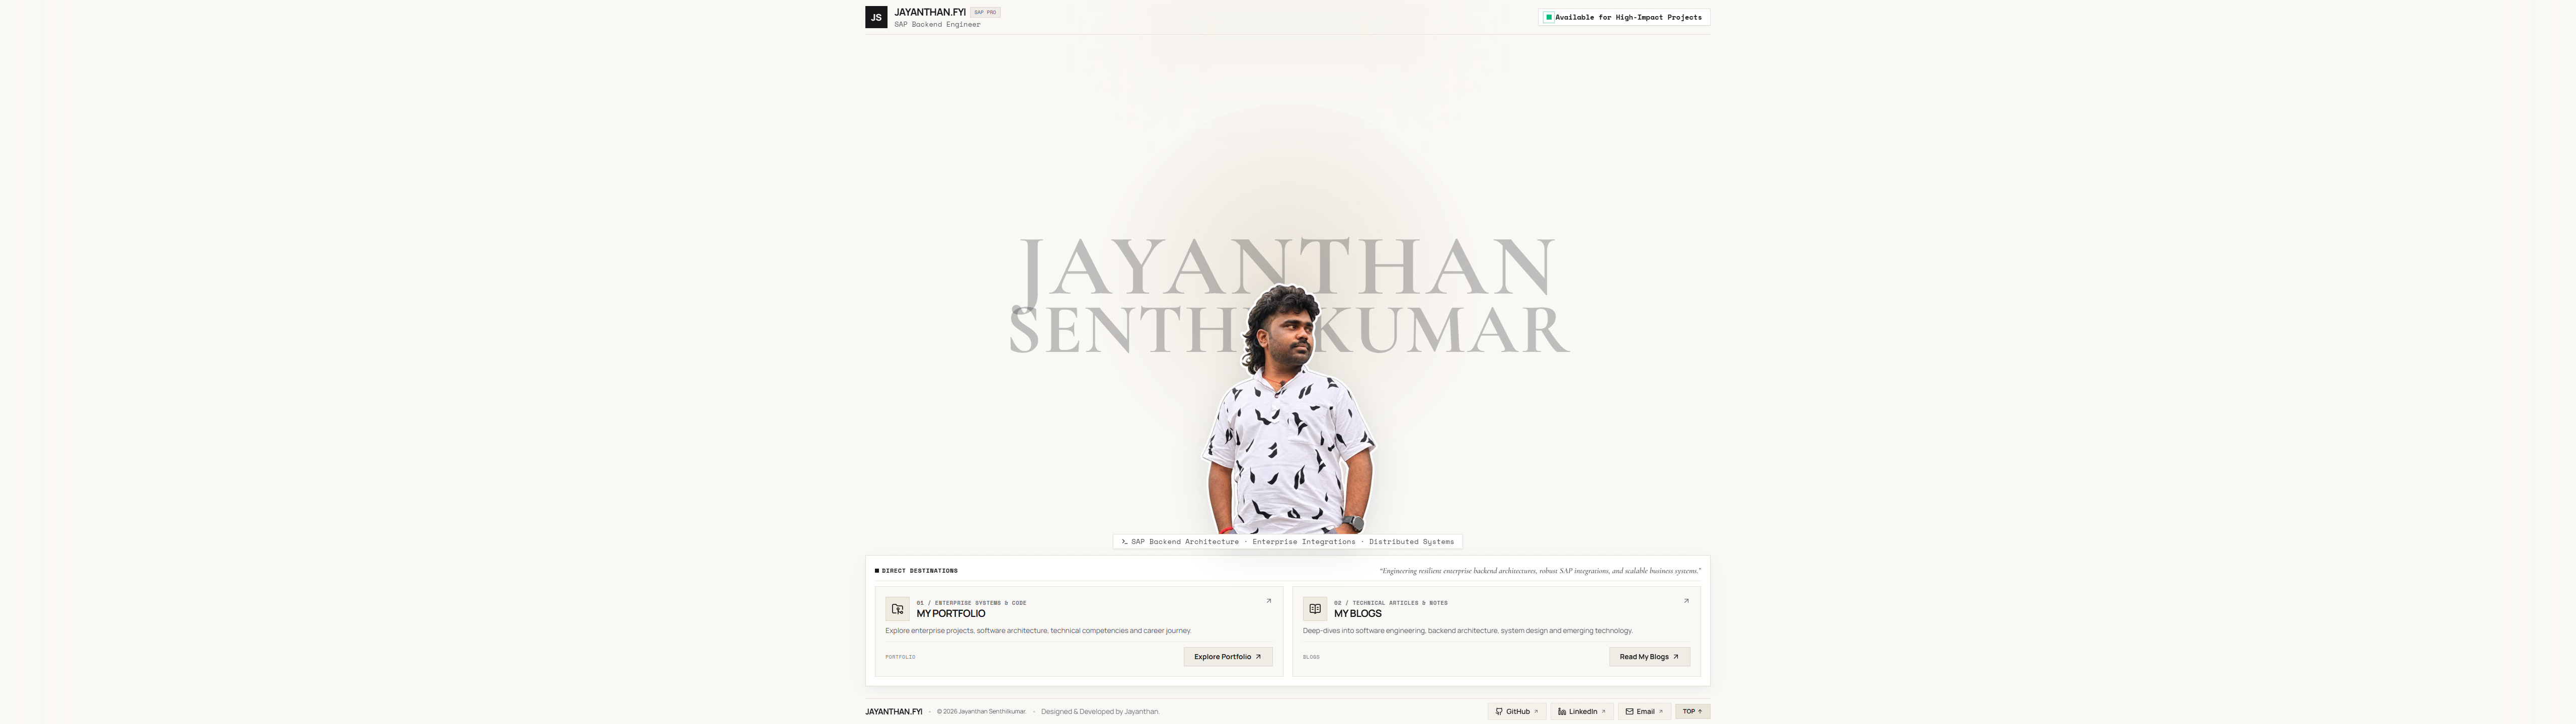 JS
JAYANTHAN.FYI SAP PRO
SAP Backend Engineer
Available for High-Impact Projects
JAYANTHAN
SENTHILKUMAR
>_ SAP Backend Architecture · Enterprise Integrations · Distributed Systems
DIRECT DESTINATIONS
“Engineering resilient enterprise backend architectures, robust SAP integrations, and scalable business systems.”
01 / ENTERPRISE SYSTEMS & CODE
MY PORTFOLIO
Explore enterprise projects, software architecture, technical competencies and career journey.
PORTFOLIO
Explore Portfolio ↗
02 / TECHNICAL ARTICLES & NOTES
MY BLOGS
Deep-dives into software engineering, backend architecture, system design and emerging technology.
BLOGS
Read My Blogs ↗
JAYANTHAN.FYI · © 2026 Jayanthan Senthilkumar. · Designed & Developed by Jayanthan.
GitHub ↗ LinkedIn ↗ Email ↗ TOP ↑